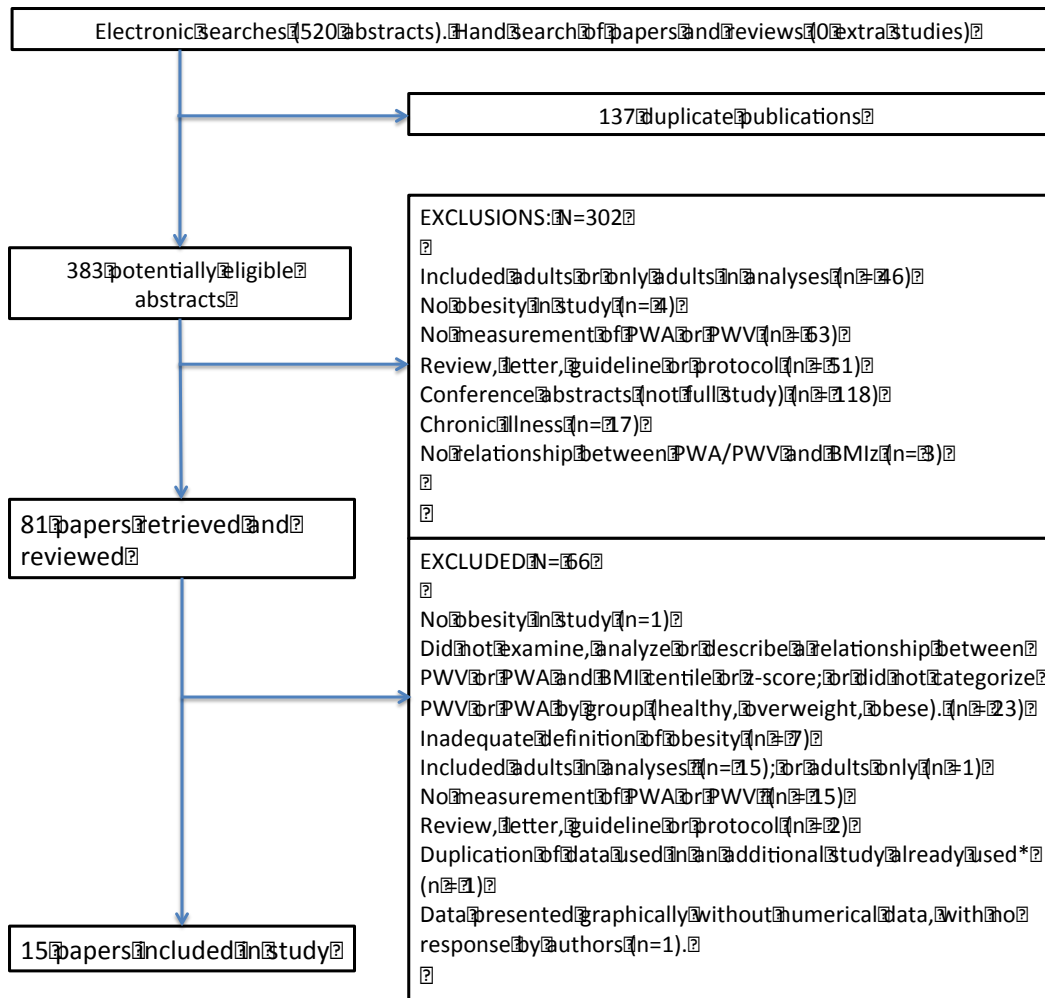 Electronic searches (520 abstracts). Hand search of papers and reviews (0 extra studies)
137 duplicate publications
383 potentially eligible
abstracts
EXCLUSIONS: N=302
Included adults or only adults in analyses (n = 46)
No obesity in study (n= 4)
No measurement of PWA or PWV (n = 63)
Review, letter, guideline or protocol (n = 51)
Conference abstracts (not full study) (n = 118)
Chronic illness (n= 17)
No relationship between PWA/PWV and BMIz (n= 3)
81 papers retrieved and
reviewed
EXCLUDED N= 66
No obesity in study (n=1)
Did not examine, analyze or describe a relationship between
PWV or PWA and BMI centile or z-score; or did not categorize
PWV or PWA by group (healthy, overweight, obese). (n = 23)
Inadequate definition of obesity (n = 7)
Included adults in analyses (n= 15); or adults only (n =1)
No measurement of PWA or PWV (n = 15)
Review, letter, guideline or protocol (n = 2)
Duplication of data used in an additional study already used*
(n = 1)
Data presented graphically without numerical data, with no
response by authors (n=1).
15 papers included in study